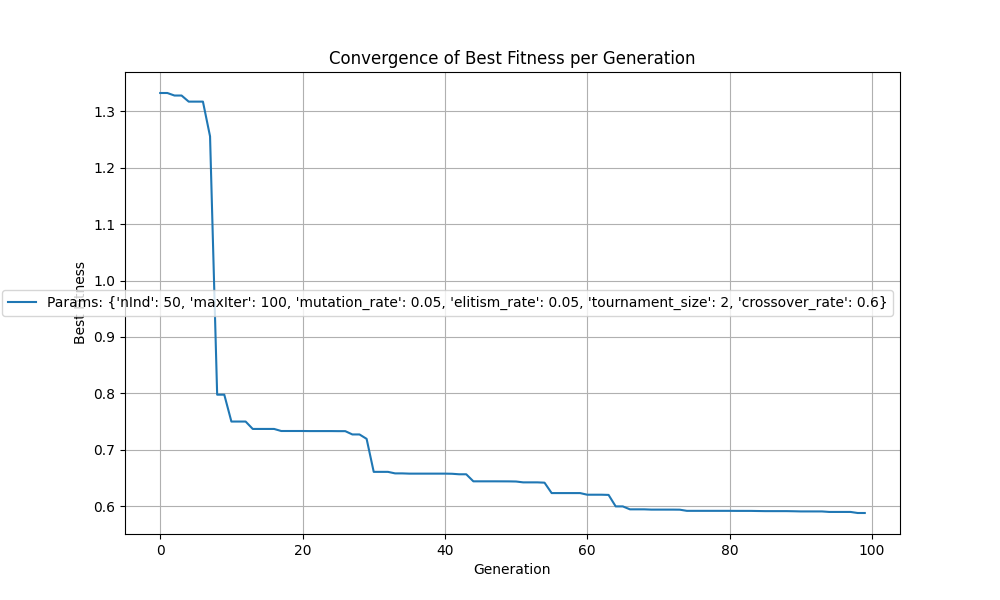 Convergence of Best Fitness per Generation
1.3
1.2
1.1
1.0
Params: {'nInd': 50, 'maxIter': 100, 'mutation_rate': 0.05, 'elitism_rate': 0.05, 'tournament_size': 2, 'crossover_rate': 0.6}
Best Fitness
0.9
0.8
0.7
0.6
0 20 40 60 80 100
Generation